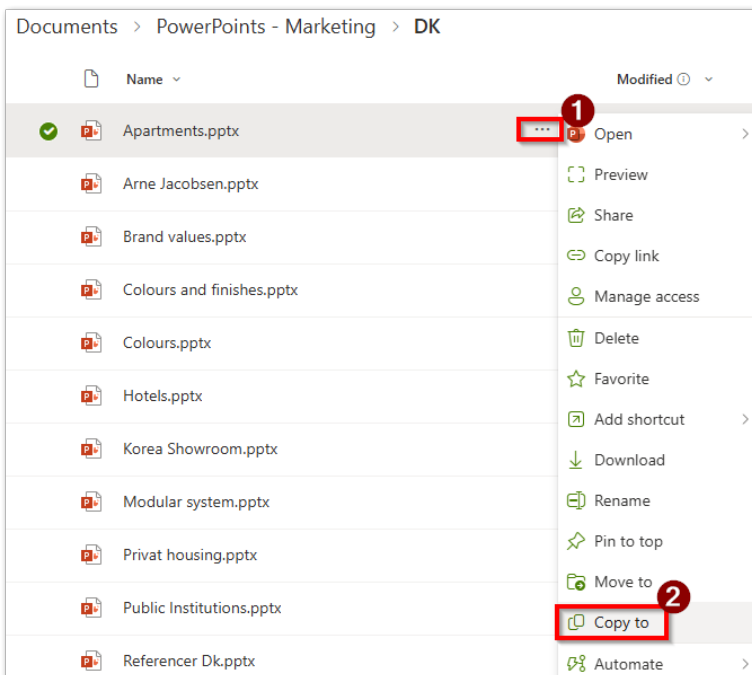 Documents > PowerPoints - Marketing > DK
Name Modified
1
Apartments.pptx ... Open
Preview
Arne Jacobsen.pptx
Share
Brand values.pptx
Copy link
Colours and finishes.pptx
Manage access
Colours.pptx
Delete
Favorite
Hotels.pptx
Add shortcut
Korea Showroom.pptx
Download
Modular system.pptx
Rename
Pin to top
Privat housing.pptx
Move to
2
Public Institutions.pptx
Copy to
Referencer Dk.pptx
Automate